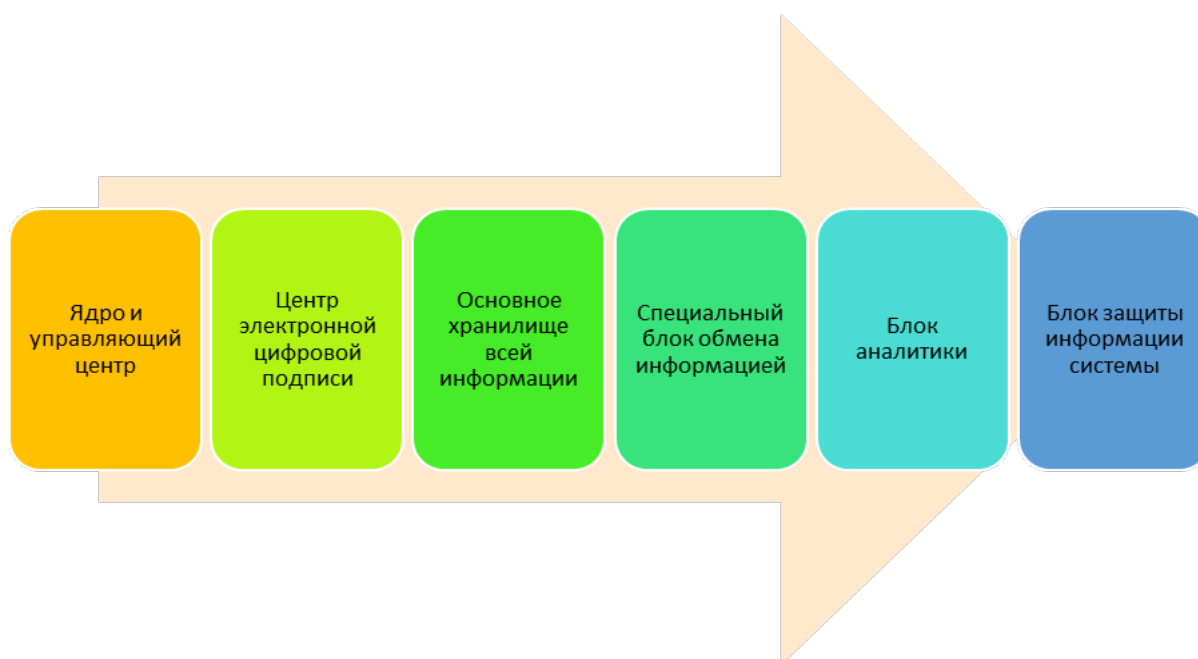 Ядро и
управляющий
центр
Центр
электронной
цифровой
подписи
Основное
хранилище
всей
информации
Специальный
блок обмена
информацией
Блок
аналитики
Блок защиты
информации
системы